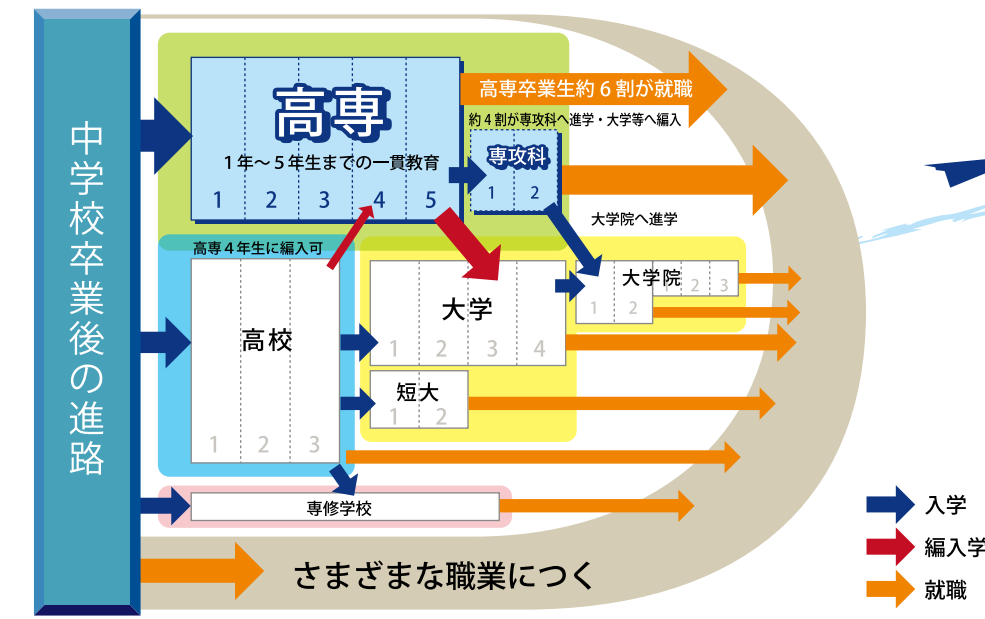 中学校卒業後の進路
高専
1年～5年生までの一貫教育
1 2 3 4 5
高専卒業生約6割が就職
約4割が専攻科へ進学・大学等へ編入
専攻科
1 2
大学院へ進学
高専4年生に編入可
高校
1 2 3
大学
1 2 3 4
大学院
1 2 3
1 2
短大
1 2
専修学校
さまざまな職業につく
入学
編入学
就職